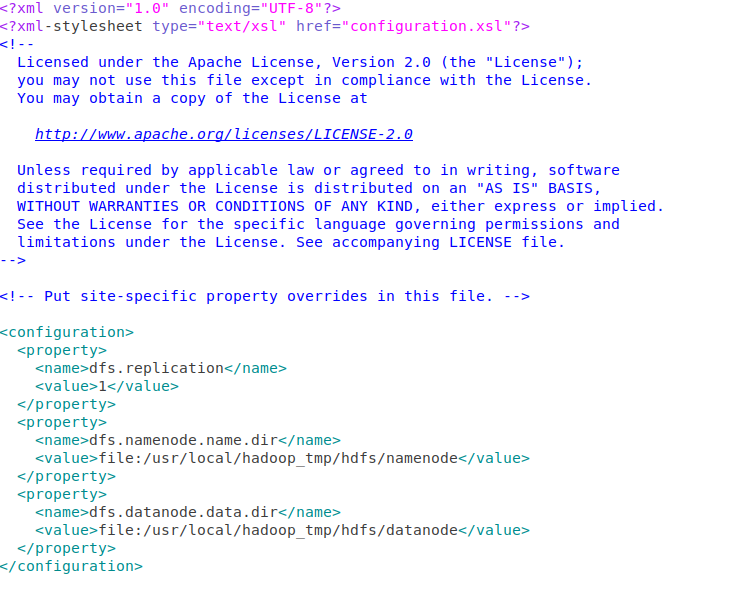 <?xml version="1.0" encoding="UTF-8"?>
<?xml-stylesheet type="text/xsl" href="configuration.xsl"?>
<!--
  Licensed under the Apache License, Version 2.0 (the "License");
  you may not use this file except in compliance with the License.
  You may obtain a copy of the License at

    http://www.apache.org/licenses/LICENSE-2.0

  Unless required by applicable law or agreed to in writing, software
  distributed under the License is distributed on an "AS IS" BASIS,
  WITHOUT WARRANTIES OR CONDITIONS OF ANY KIND, either express or implied.
  See the License for the specific language governing permissions and
  limitations under the License. See accompanying LICENSE file.
-->

<!-- Put site-specific property overrides in this file. -->

<configuration>
  <property>
    <name>dfs.replication</name>
    <value>1</value>
  </property>
  <property>
    <name>dfs.namenode.name.dir</name>
    <value>file:/usr/local/hadoop_tmp/hdfs/namenode</value>
  </property>
  <property>
    <name>dfs.datanode.data.dir</name>
    <value>file:/usr/local/hadoop_tmp/hdfs/datanode</value>
  </property>
</configuration>